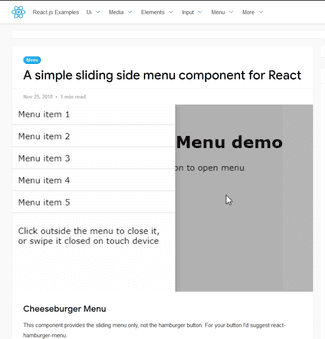 React.js Examples Ui Media Elements Input Menu More
Menu
A simple sliding side menu component for React
Nov 25, 2018 • 1 min read
Menu item 1
Menu item 2
Menu item 3
Menu item 4
Menu item 5
Click outside the menu to close it,
or swipe it closed on touch device
Menu demo
on to open menu
Cheeseburger Menu
This component provides the sliding menu only, not the hamburger button. For your button I'd suggest react-
hamburger-menu.